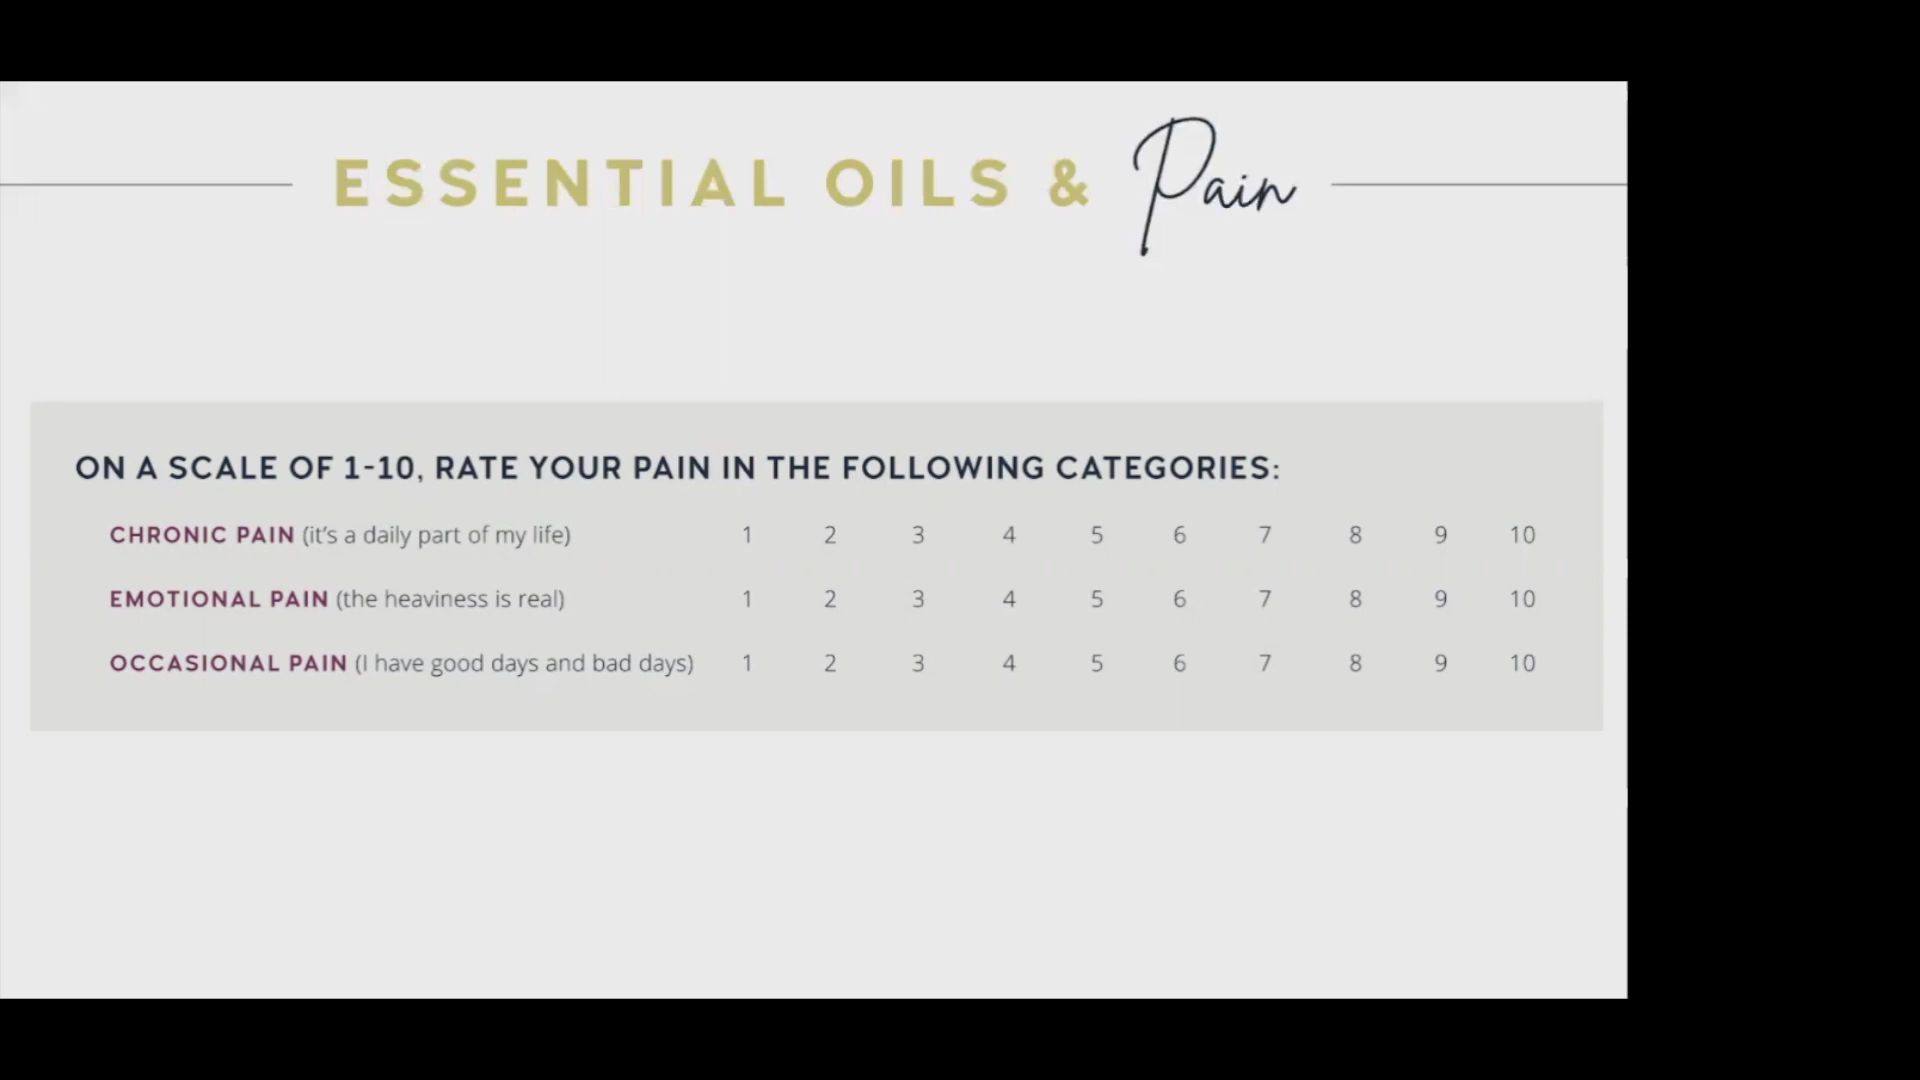 ESSENTIAL OILS & Pain
ON A SCALE OF 1-10, RATE YOUR PAIN IN THE FOLLOWING CATEGORIES:
CHRONIC PAIN (it's a daily part of my life) 1 2 3 4 5 6 7 8 9 10
EMOTIONAL PAIN (the heaviness is real) 1 2 3 4 5 6 7 8 9 10
OCCASIONAL PAIN (I have good days and bad days) 1 2 3 4 5 6 7 8 9 10